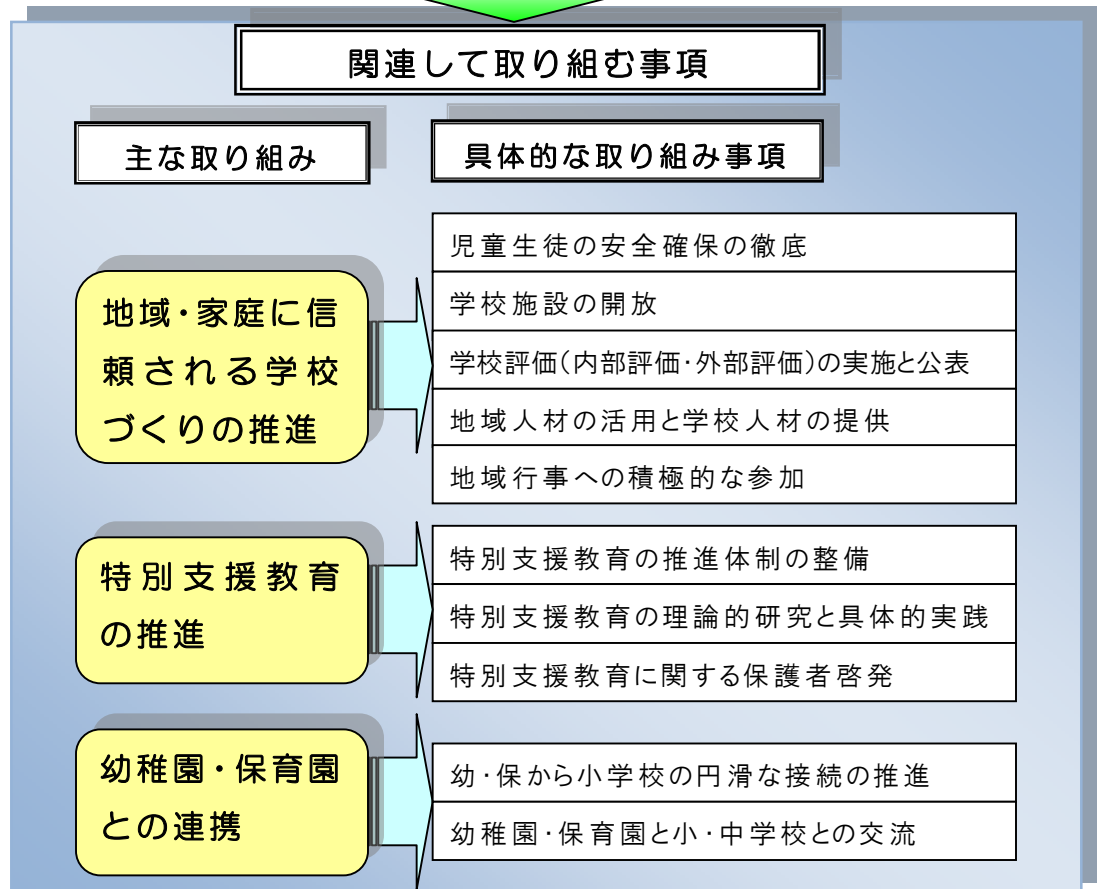 関連して取り組む事項
主な取り組み
具体的な取り組み事項
地域・家庭に信
頼される学校
づくりの推進
児童生徒の安全確保の徹底
学校施設の開放
学校評価(内部評価・外部評価)の実施と公表
地域人材の活用と学校人材の提供
地域行事への積極的な参加
特別支援教育
の推進
特別支援教育の推進体制の整備
特別支援教育の理論的研究と具体的実践
特別支援教育に関する保護者啓発
幼稚園・保育園
との連携
幼・保から小学校の円滑な接続の推進
幼稚園・保育園と小・中学校との交流